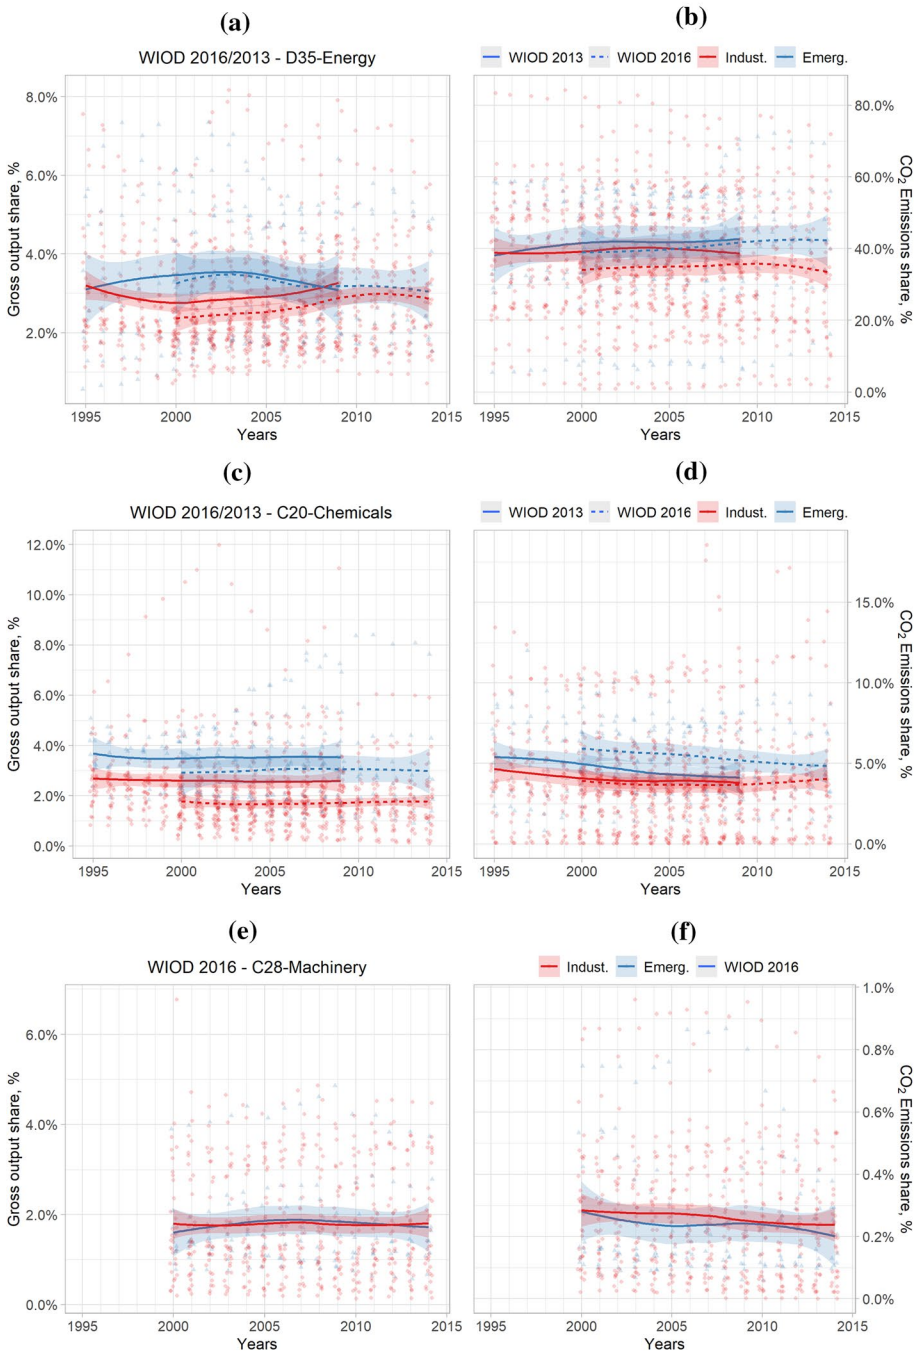 (a)
(b)
WIOD 2016/2013 - D35-Energy
WIOD 2013 WIOD 2016 Indust. Emerg.
8.0%
6.0%
4.0%
2.0%
Gross output share, %
1995 2000 2005 2010 2015
Years
80.0%
60.0%
40.0%
20.0%
0.0%
CO₂ Emissions share, %
1995 2000 2005 2010 2015
Years
(c)
(d)
WIOD 2016/2013 - C20-Chemicals
WIOD 2013 WIOD 2016 Indust. Emerg.
12.0%
10.0%
8.0%
6.0%
4.0%
2.0%
0.0%
Gross output share, %
1995 2000 2005 2010 2015
Years
15.0%
10.0%
5.0%
0.0%
CO₂ Emissions share, %
1995 2000 2005 2010 2015
Years
(e)
(f)
WIOD 2016 - C28-Machinery
Indust. Emerg. WIOD 2016
6.0%
4.0%
2.0%
0.0%
Gross output share, %
1995 2000 2005 2010 2015
Years
1.0%
0.8%
0.6%
0.4%
0.2%
0.0%
CO₂ Emissions share, %
1995 2000 2005 2010 2015
Years